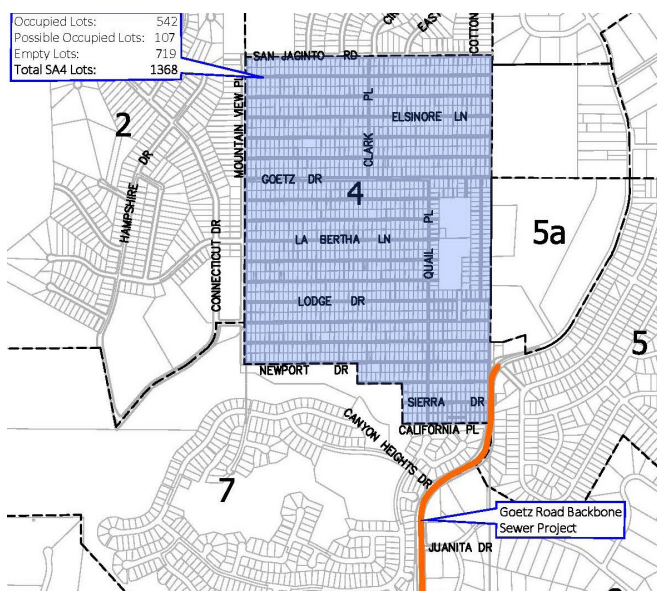 Occupied Lots: 542
Possible Occupied Lots: 107
Empty Lots: 719
Total SA4 Lots: 1368
EAST
COTTON
SAN JACINTO RD
MOUNTAIN VIEW PL
CLARK PL
ELSINORE LN
2
HAMPSHIRE DR
GOETZ DR
4
CONNECTICUT DR
LA BERTHA LN
QUAIL PL
5a
LODGE DR
5
NEWPORT DR
SIERRA DR
CANYON HEIGHTS DR
CALIFORNIA PL
7
Goetz Road Backbone
Sewer Project
JUANITA DR